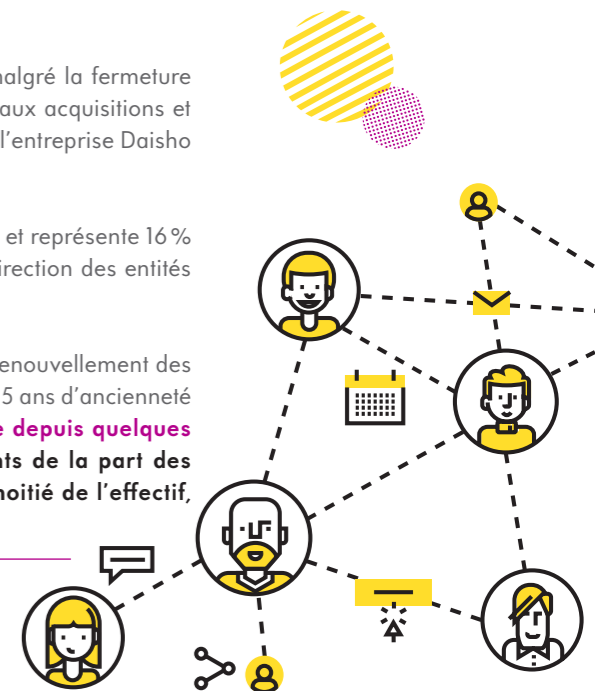 malgré la fermeture
aux acquisitions et
l'entreprise Daisho
et représente 16 %
irection des entités
enouvellement des
5 ans d'ancienneté
e depuis quelques
nts de la part des
noitié de l'effectif,